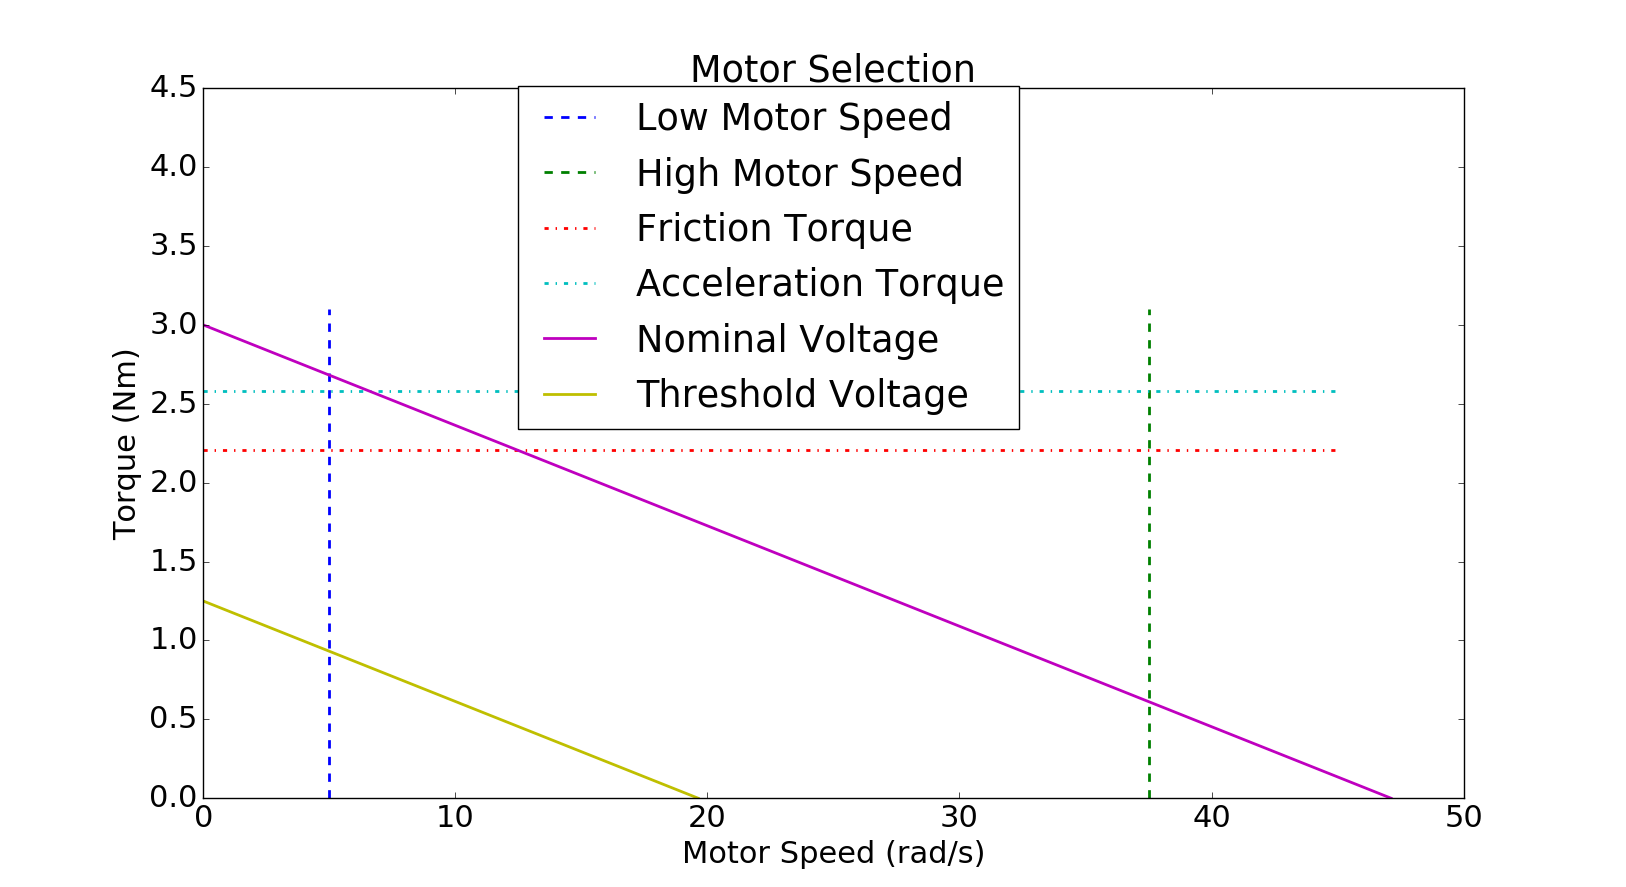 Motor Selection
Low Motor Speed
High Motor Speed
Friction Torque
Acceleration Torque
Nominal Voltage
Threshold Voltage
Torque (Nm)
4.5
4.0
3.5
3.0
2.5
2.0
1.5
1.0
0.5
0.0
0 10 20 30 40 50
Motor Speed (rad/s)